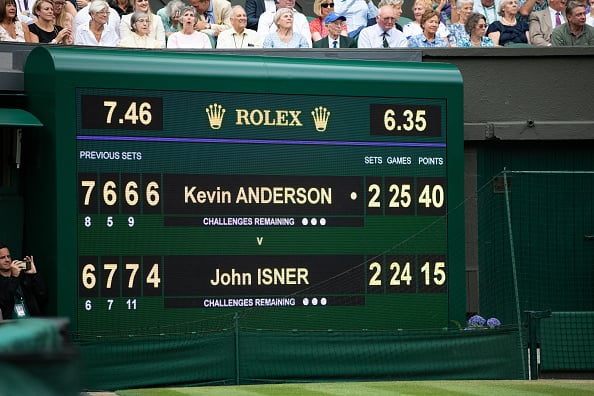 7.46 ROLEX 6.35
PREVIOUS SETS SETS GAMES POINTS
7 6 6 6 Kevin ANDERSON • 2 25 40
8 5 9 CHALLENGES REMAINING
v
6 7 7 4 John ISNER 2 24 15
6 7 11 CHALLENGES REMAINING